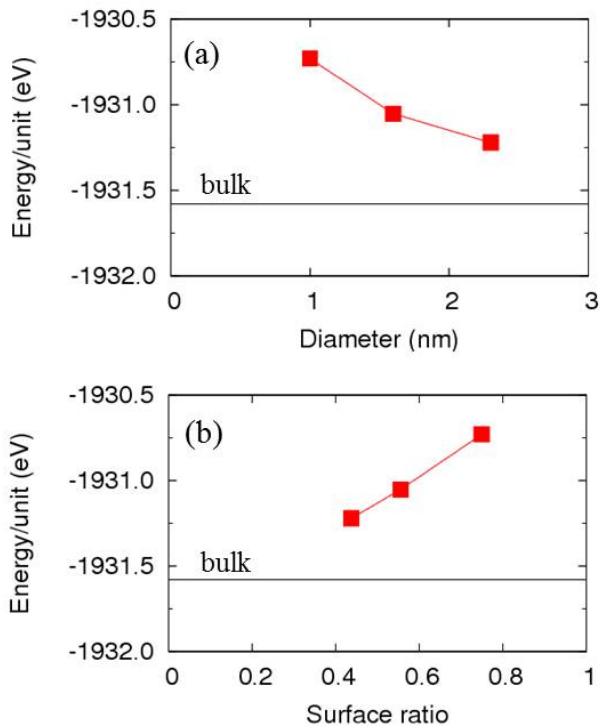 -1930.5
(a)
-1931.0
Energy/unit (eV)
bulk
-1931.5
-1932.0
0 1 2 3
Diameter (nm)
-1930.5
(b)
-1931.0
Energy/unit (eV)
bulk
-1931.5
-1932.0
0 0.2 0.4 0.6 0.8 1
Surface ratio